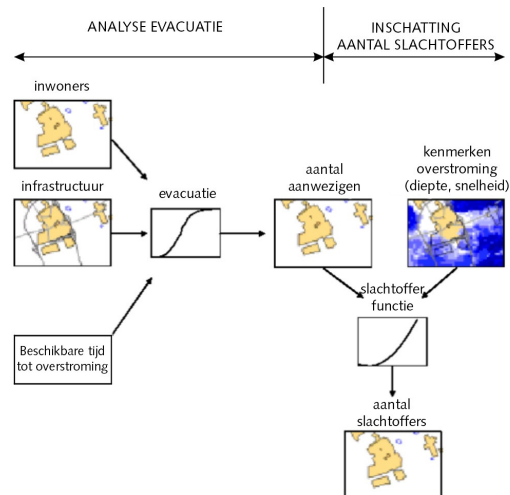 ANALYSE EVACUATIE
INSCHATTING
AANTAL SLACHTOFFERS
inwoners
infrastructuur
evacuatie
aantal
aanwezigen
kenmerken
overstroming
(diepte, snelheid)
slachtoffer
functie
Beschikbare tijd
tot overstroming
aantal
slachtoffers